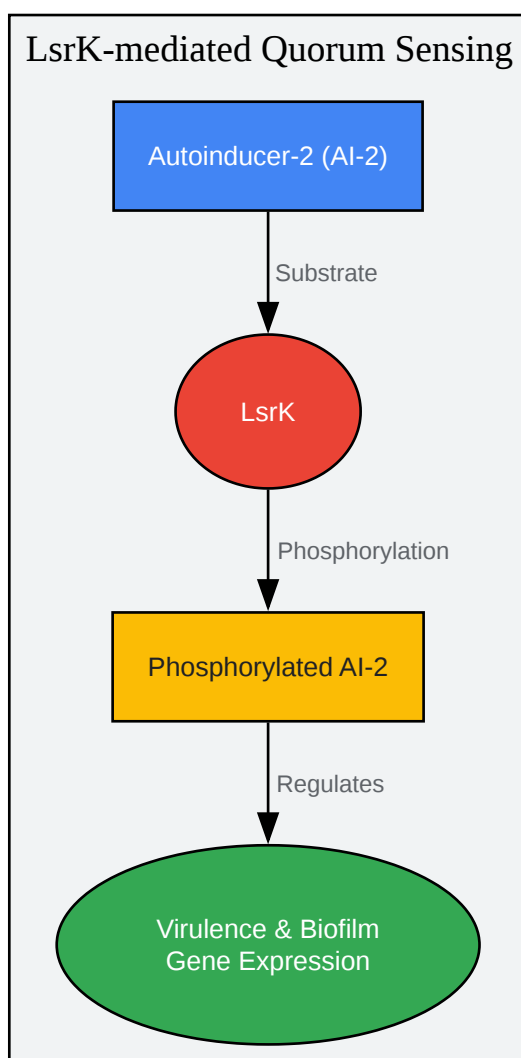 LsrK-mediated Quorum Sensing
Autoinducer-2 (AI-2)
Substrate
LsrK
Phosphorylation
Phosphorylated AI-2
Regulates
Virulence & Biofilm
Gene Expression